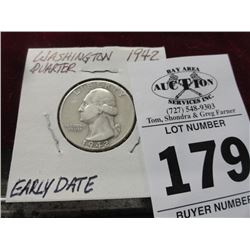 WASHINGTON 1942
QUARTER
LIBERTY
1942
EARLY DATE
BAY AREA
AUCTION
SERVICES INC.
(727) 548-9303
Tom, Shondra & Greg Farner
LOT NUMBER
179
BUYER NUMBER